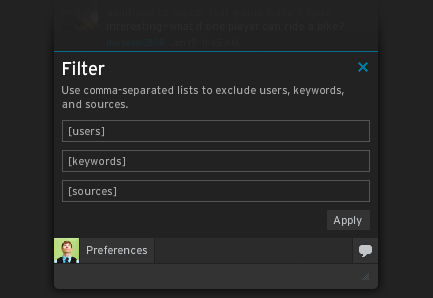 interesting-what if one player can ride a bike?
Filter
Use comma-separated lists to exclude users, keywords,
and sources.
[users]
[keywords]
[sources]
Apply
Preferences